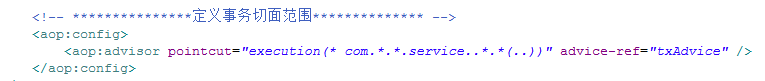 <!-- ***************定义事务切面范围************** -->
<aop:config>
<aop:advisor pointcut="execution(* com.*.*.service..*.*(..))" advice-ref="txAdvice" />
</aop:config>